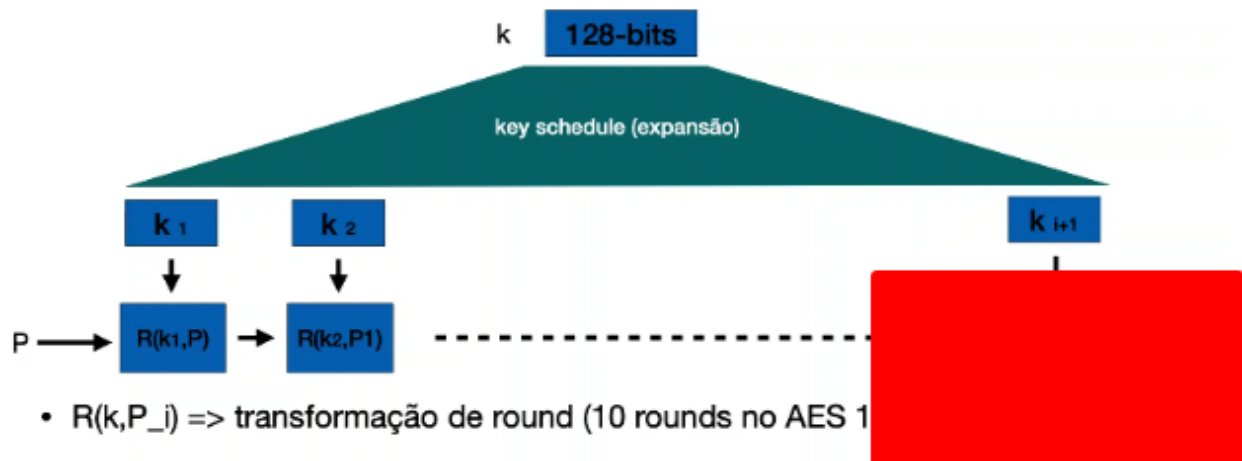 k 128-bits
key schedule (expansão)
k 1 k 2 k i+1
P R(k1,P) R(k2,P1)
• R(k,P_i) => transformação de round (10 rounds no AES 1